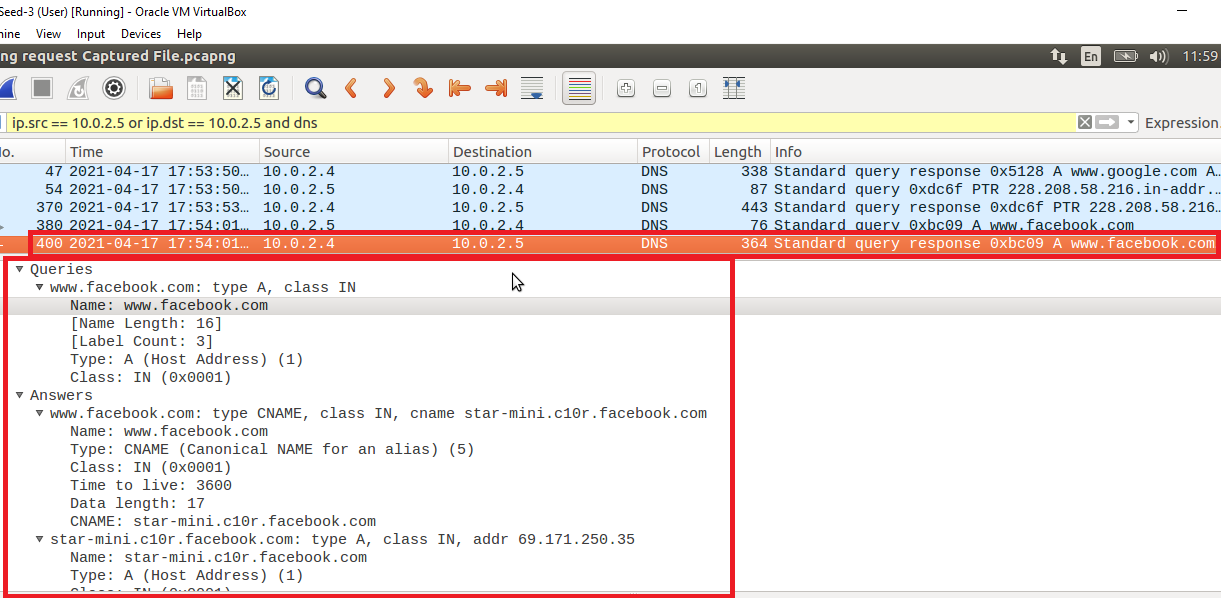 Seed-3 (User) [Running] - Oracle VM VirtualBox
View Input Devices Help
ng request Captured File.pcapng
En 11:59
ip.src == 10.0.2.5 or ip.dst == 10.0.2.5 and dns Expression
Time Source Destination Protocol Length Info
47 2021-04-17 17:53:50… 10.0.2.4 10.0.2.5 DNS 338 Standard query response 0x5128 A www.google.com A…
54 2021-04-17 17:53:50… 10.0.2.5 10.0.2.4 DNS 87 Standard query 0xdc6f PTR 228.208.58.216.in-addr.…
370 2021-04-17 17:53:53… 10.0.2.4 10.0.2.5 DNS 443 Standard query response 0xdc6f PTR 228.208.58.216…
380 2021-04-17 17:54:01… 10.0.2.5 10.0.2.4 DNS 76 Standard query 0xbc09 A www.facebook.com
400 2021-04-17 17:54:01… 10.0.2.4 10.0.2.5 DNS 364 Standard query response 0xbc09 A www.facebook.com
Queries
www.facebook.com: type A, class IN
Name: www.facebook.com
[Name Length: 16]
[Label Count: 3]
Type: A (Host Address) (1)
Class: IN (0x0001)
Answers
www.facebook.com: type CNAME, class IN, cname star-mini.c10r.facebook.com
Name: www.facebook.com
Type: CNAME (Canonical NAME for an alias) (5)
Class: IN (0x0001)
Time to live: 3600
Data length: 17
CNAME: star-mini.c10r.facebook.com
star-mini.c10r.facebook.com: type A, class IN, addr 69.171.250.35
Name: star-mini.c10r.facebook.com
Type: A (Host Address) (1)
Class: IN (0x0001)